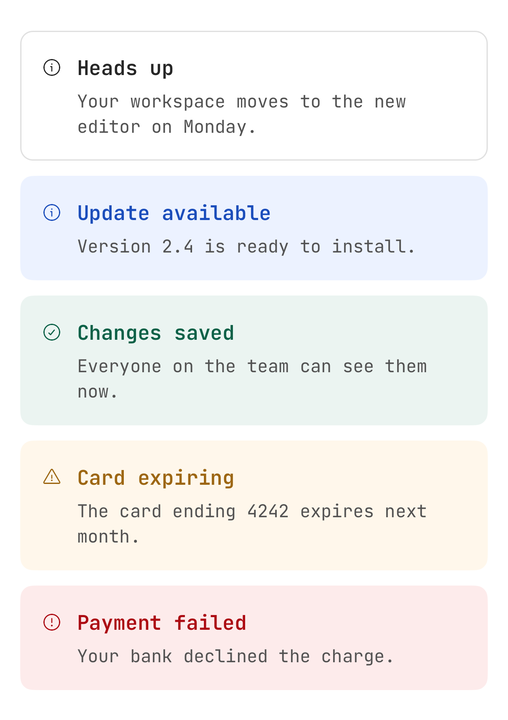 Heads up
Your workspace moves to the new
editor on Monday.
Update available
Version 2.4 is ready to install.
Changes saved
Everyone on the team can see them
now.
Card expiring
The card ending 4242 expires next
month.
Payment failed
Your bank declined the charge.